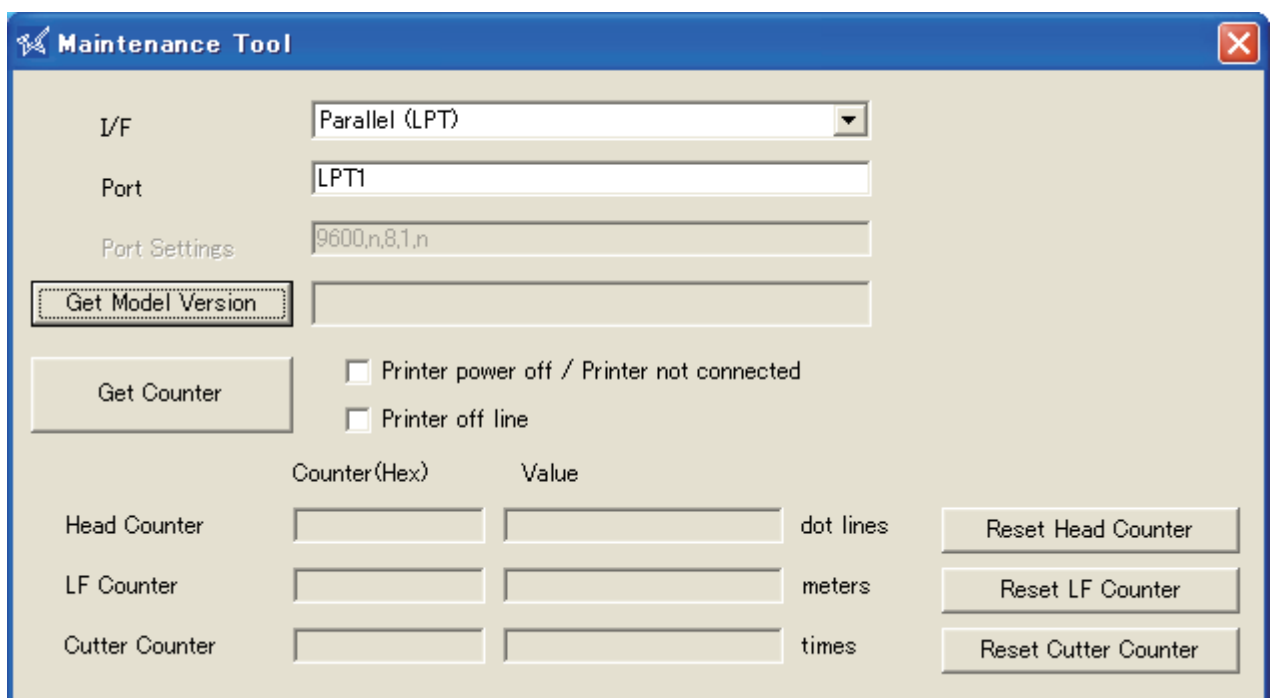 Maintenance Tool
I/F Parallel (LPT)
Port LPT1
Port Settings 9600,n,8,1,n
Get Model Version
Get Counter
Printer power off / Printer not connected
Printer off line
Counter(Hex) Value
Head Counter dot lines Reset Head Counter
LF Counter meters Reset LF Counter
Cutter Counter times Reset Cutter Counter